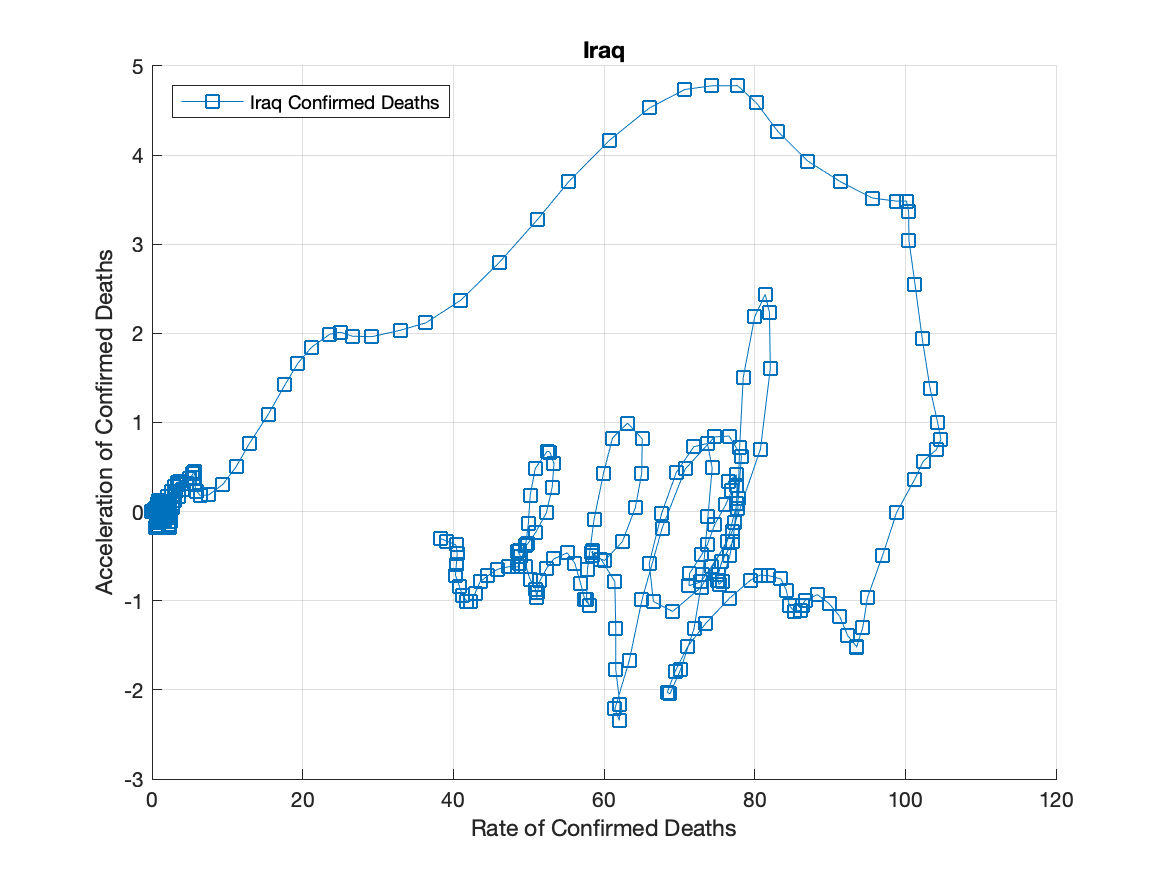 Iraq
Iraq Confirmed Deaths
5
4
3
2
1
0
-1
-2
-3
Acceleration of Confirmed Deaths
0 20 40 60 80 100 120
Rate of Confirmed Deaths